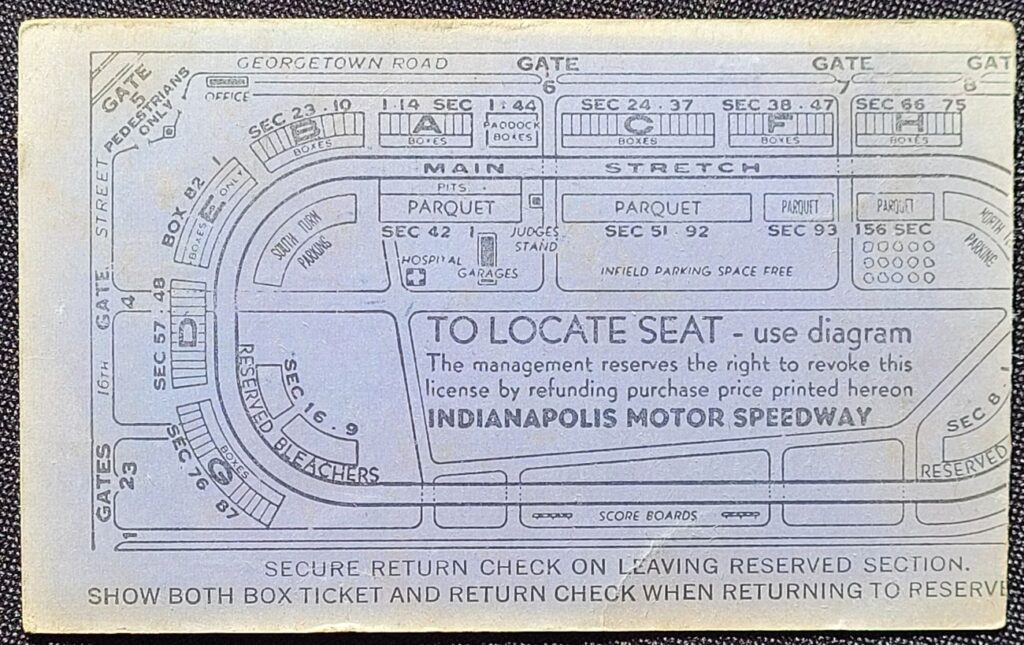 GATE 5
PEDESTRIANS ONLY
GEORGETOWN ROAD
OFFICE
GATE 6
GATE 7
GAT 8
SEC 23 . 10
B
BOXES
1.14 SEC
A
BOXES
1.44
PADDOCK BOXES
SEC 24 . 37
C
BOXES
SEC 38 . 47
F
BOXES
SEC 66 75
H
BOXES
MAIN STRETCH
BOX 82 1
E
BOXES ONLY
PITS
PARQUET
PARQUET
PARQUET
PARQUET
SEC 42 1
JUDGES STAND
SEC 51 . 92
SEC 93
156 SEC
SOUTH TURN PARKING
NORTH T
PARKING
HOSPITAL
GARAGES
INFIELD PARKING SPACE FREE
16TH STREET
GATE 4
SEC 57 . 48
D
SEC 16 . 9
RESERVED BLEACHERS
TO LOCATE SEAT - use diagram
The management reserves the right to revoke this
license by refunding purchase price printed hereon
INDIANAPOLIS MOTOR SPEEDWAY
SEC 8 . 1
RESERVED
SEC. 76 87
BOXES
G
GATES
23
1
SCORE BOARDS
SECURE RETURN CHECK ON LEAVING RESERVED SECTION.
SHOW BOTH BOX TICKET AND RETURN CHECK WHEN RETURNING TO RESERVE